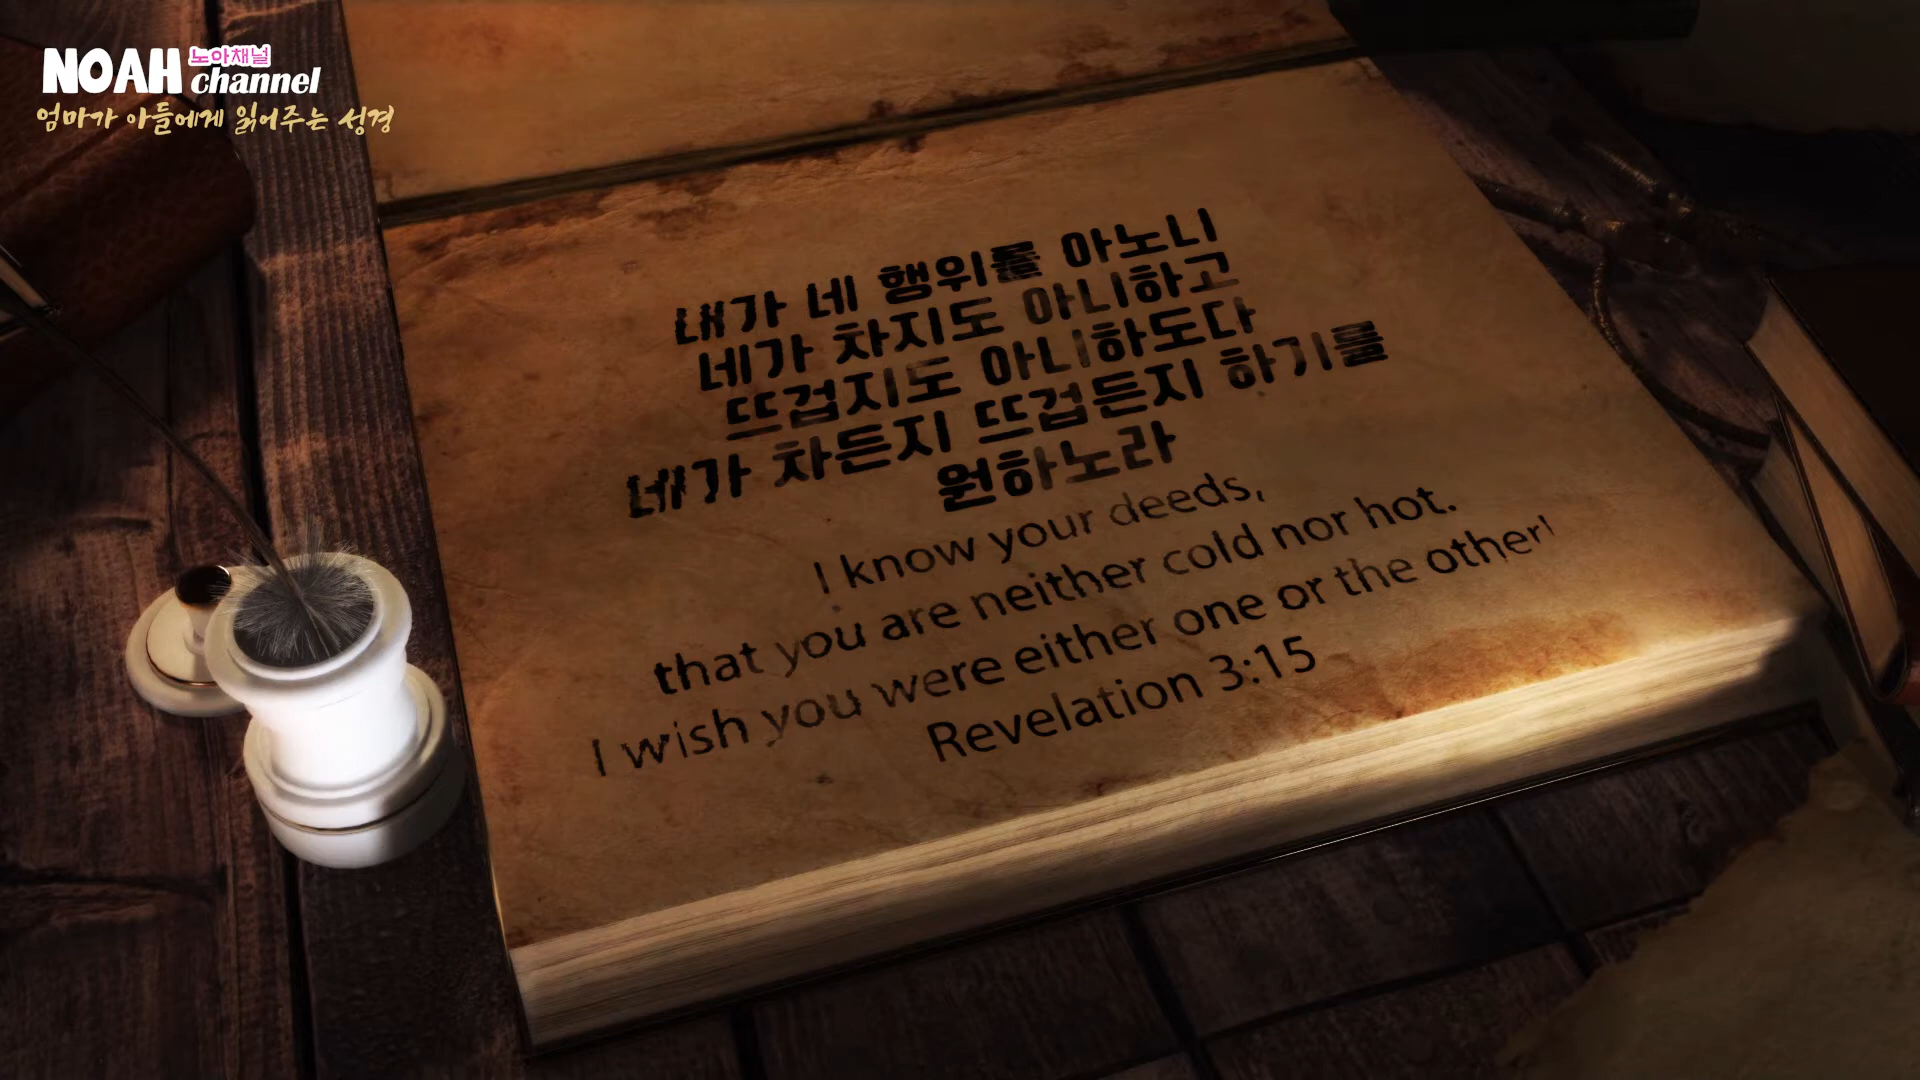 NOAH 노아채널
channel
엄마가 아들에게 읽어주는 성경
내가 네 행위를 아노니
네가 차지도 아니하고
뜨겁지도 아니하도다
네가 차든지 뜨겁든지 하기를
원하노라
I know your deeds,
that you are neither cold nor hot.
I wish you were either one or the other!
Revelation 3:15